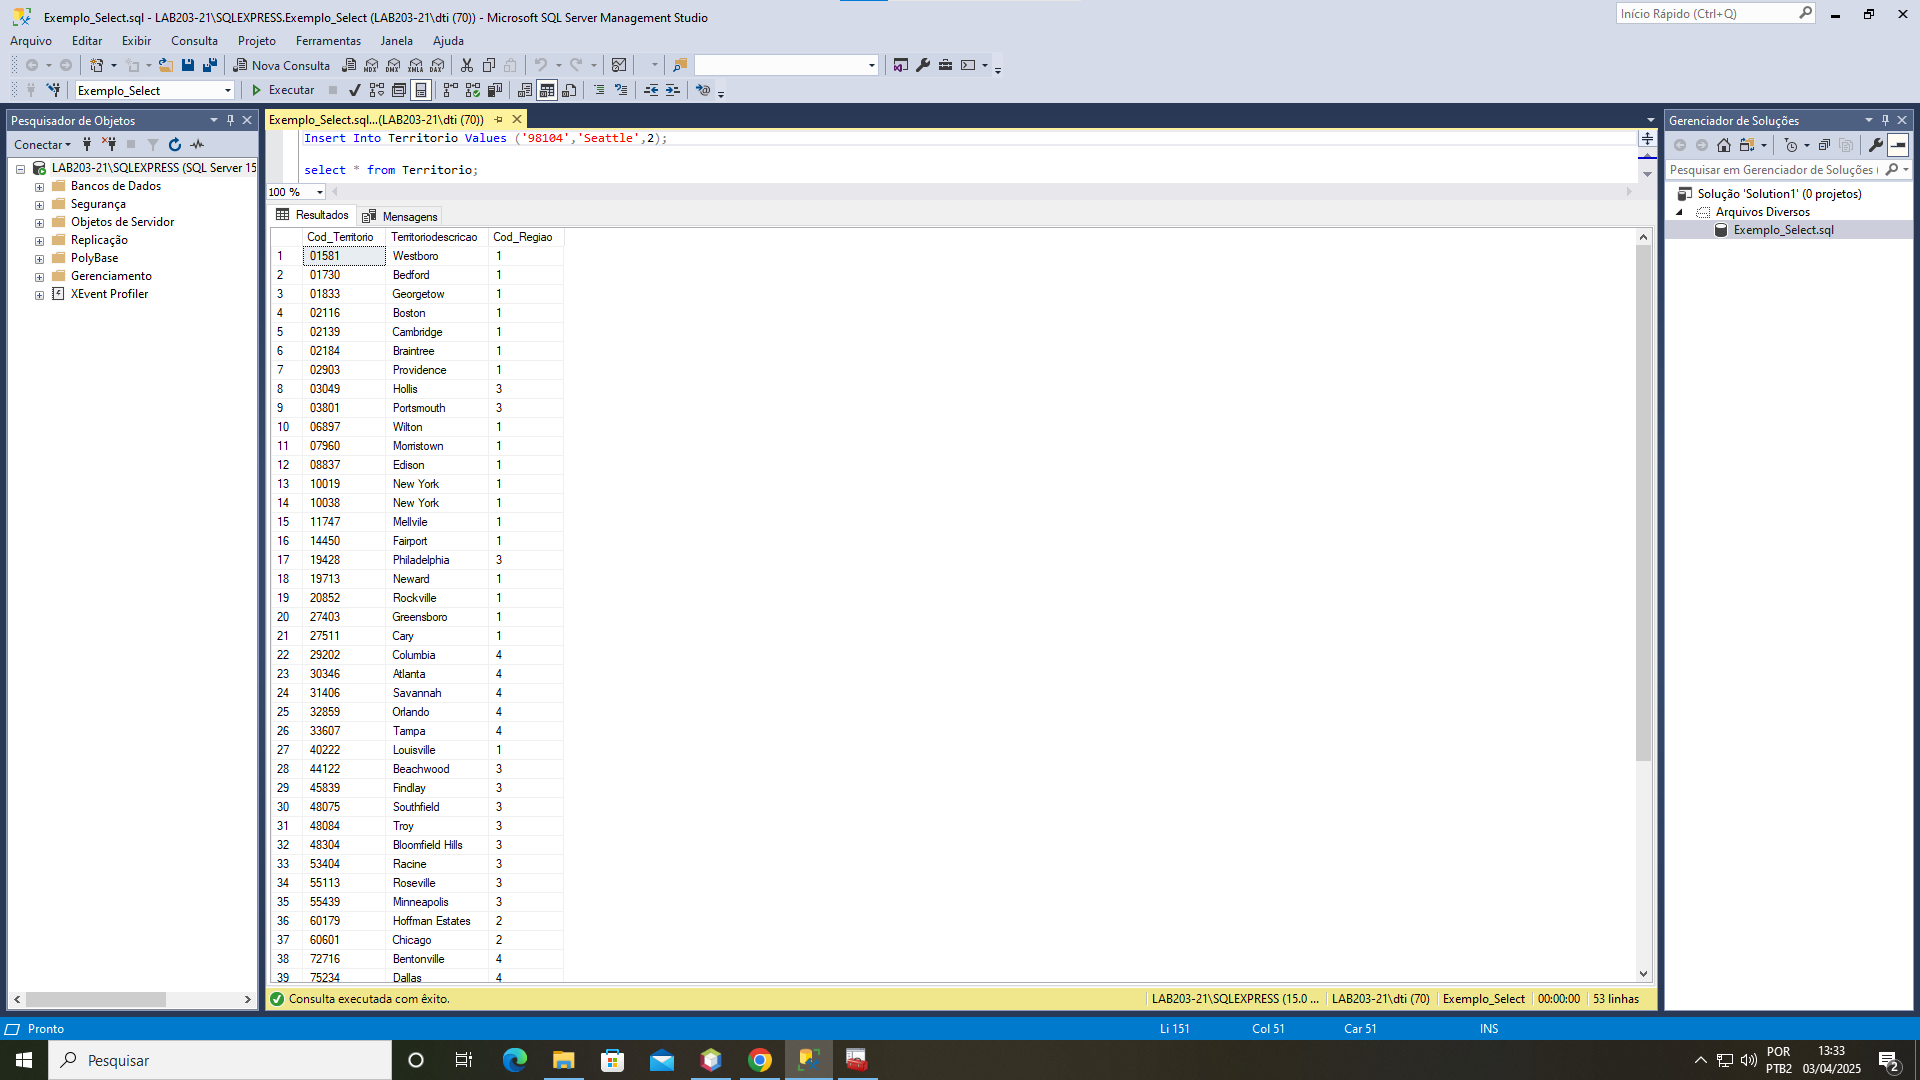 Exemplo_Select.sql - LAB203-21\SQLEXPRESS.Exemplo_Select (LAB203-21\dti (70)) - Microsoft SQL Server Management Studio
Início Rápido (Ctrl+Q)
Arquivo Editar Exibir Consulta Projeto Ferramentas Janela Ajuda
Nova Consulta MDX DMX XMLA DAX
Exemplo_Select Executar
Pesquisador de Objetos
Conectar
LAB203-21\SQLEXPRESS (SQL Server 15
Bancos de Dados
Segurança
Objetos de Servidor
Replicação
PolyBase
Gerenciamento
XEvent Profiler
Exemplo_Select.sql...(LAB203-21\dti (70))
Insert Into Territorio Values ('98104','Seattle',2);
select * from Territorio;
100 %
Resultados Mensagens
Cod_Territorio Territoriodescricao Cod_Regiao
1 01581 Westboro 1
2 01730 Bedford 1
3 01833 Georgetow 1
4 02116 Boston 1
5 02139 Cambridge 1
6 02184 Braintree 1
7 02903 Providence 1
8 03049 Hollis 3
9 03801 Portsmouth 3
10 06897 Wilton 1
11 07960 Morristown 1
12 08837 Edison 1
13 10019 New York 1
14 10038 New York 1
15 11747 Mellvile 1
16 14450 Fairport 1
17 19428 Philadelphia 3
18 19713 Neward 1
19 20852 Rockville 1
20 27403 Greensboro 1
21 27511 Cary 1
22 29202 Columbia 4
23 30346 Atlanta 4
24 31406 Savannah 4
25 32859 Orlando 4
26 33607 Tampa 4
27 40222 Louisville 1
28 44122 Beachwood 3
29 45839 Findlay 3
30 48075 Southfield 3
31 48084 Troy 3
32 48304 Bloomfield Hills 3
33 53404 Racine 3
34 55113 Roseville 3
35 55439 Minneapolis 3
36 60179 Hoffman Estates 2
37 60601 Chicago 2
38 72716 Bentonville 4
39 75234 Dallas 4
Consulta executada com êxito. LAB203-21\SQLEXPRESS (15.0 ... LAB203-21\dti (70) Exemplo_Select 00:00:00 53 linhas
Gerenciador de Soluções
Pesquisar em Gerenciador de Soluções (
Solução 'Solution1' (0 projetos)
Arquivos Diversos
Exemplo_Select.sql
Pronto Li 151 Col 51 Car 51 INS
Pesquisar
POR
PTB2
13:33
03/04/2025
2